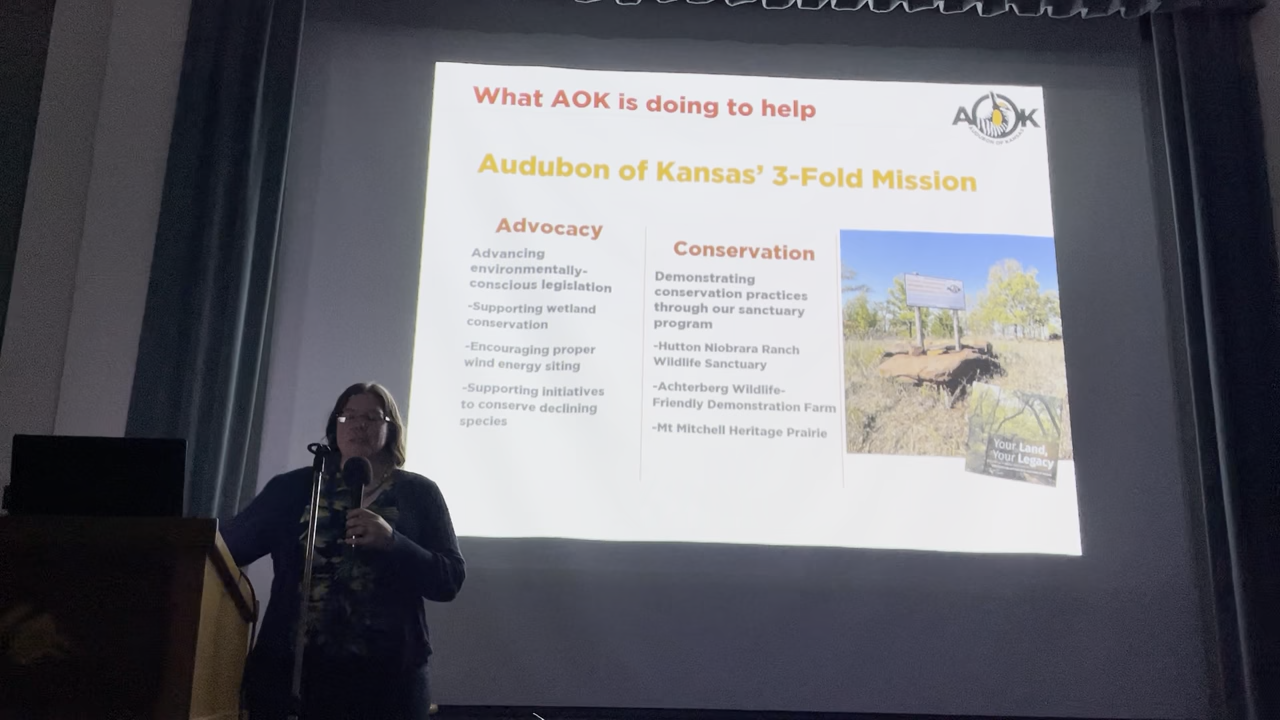 What AOK is doing to help
AOK
AUDUBON OF KANSAS
Audubon of Kansas’ 3-Fold Mission
Advocacy
Advancing
environmentally-
conscious legislation
-Supporting wetland
conservation
-Encouraging proper
wind energy siting
-Supporting initiatives
to conserve declining
species
Conservation
Demonstrating
conservation practices
through our sanctuary
program
-Hutton Niobrara Ranch
Wildlife Sanctuary
-Achterberg Wildlife-
Friendly Demonstration Farm
-Mt Mitchell Heritage Prairie
Your Land,
Your Legacy